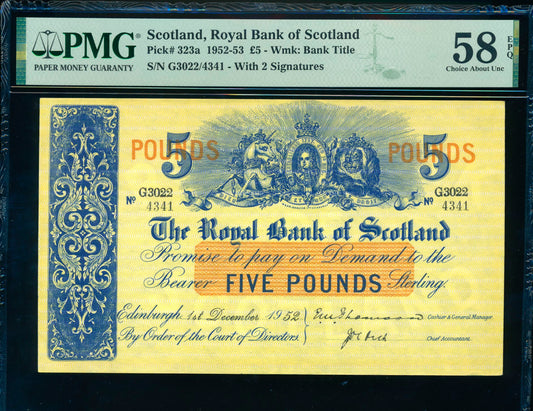 PMG
PAPER MONEY GUARANTY
Scotland, Royal Bank of Scotland
Pick# 323a 1952-53 £5 - Wmk: Bank Title
S/N G3022/4341 - With 2 Signatures
58 EPQ
Choice About Unc
POUNDS 5
5 POUNDS
G3022
Nº 4341
G3022
Nº 4341
The Royal Bank of Scotland
Promise to pay on Demand to the
Bearer FIVE POUNDS Sterling.
Edinburgh 1st December 1952
Cashier & General Manager.
By Order of the Court of Directors.
Chief Accountant.